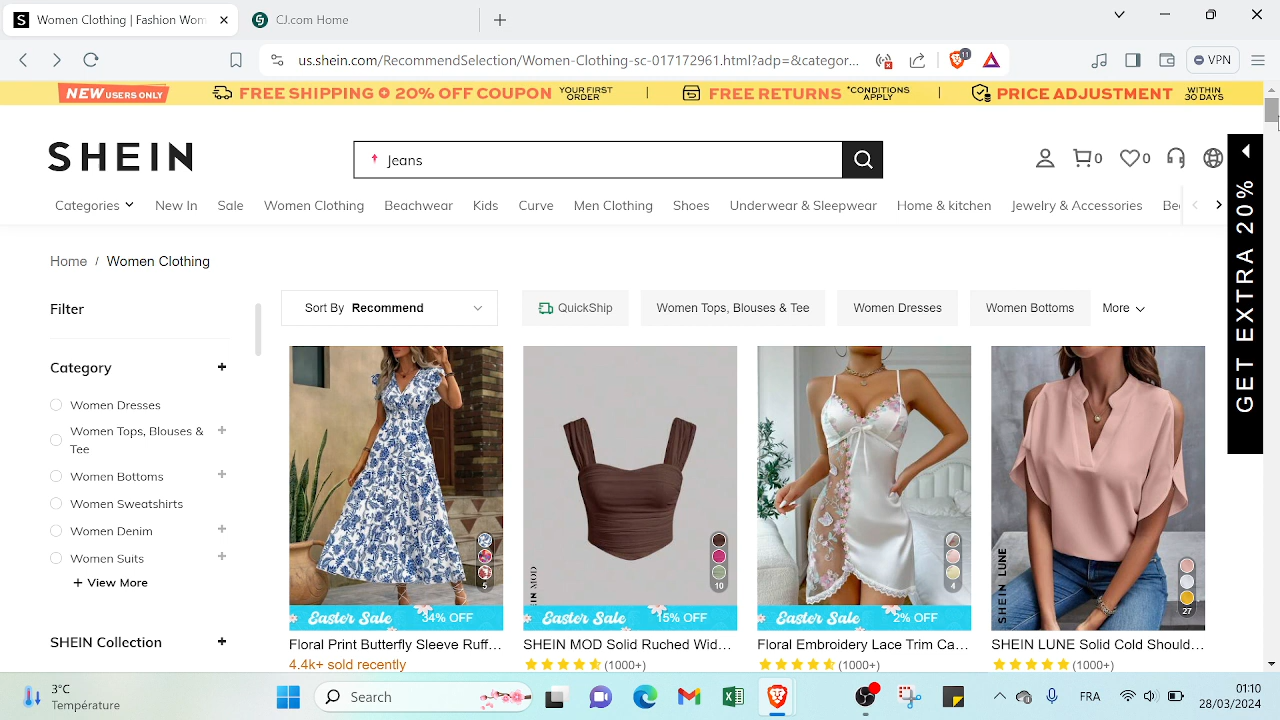 Women Clothing | Fashion Wom
CJ.com Home
us.shein.com/RecommendSelection/Women-Clothing-sc-017172961.html?adp=&categor...
11
VPN
NEW USERS ONLY
FREE SHIPPING
20% OFF COUPON
YOUR FIRST
ORDER
FREE RETURNS
*CONDITIONS
APPLY
PRICE ADJUSTMENT
WITHIN
30 DAYS
SHEIN
Jeans
0
0
Categories
New In
Sale
Women Clothing
Beachwear
Kids
Curve
Men Clothing
Shoes
Underwear & Sleepwear
Home & kitchen
Jewelry & Accessories
GET EXTRA 20%
Home / Women Clothing
Filter
Sort By Recommend
QuickShip
Women Tops, Blouses & Tee
Women Dresses
Women Bottoms
More
Category
Women Dresses
Women Tops, Blouses &
Tee
Women Bottoms
Women Sweatshirts
Women Denim
Women Suits
+ View More
SHEIN Collection
5
10
4
27
SHEIN LUNE
Easter Sale 34% OFF
Easter Sale 15% OFF
Easter Sale 2% OFF
Floral Print Butterfly Sleeve Ruff...
SHEIN MOD Solid Ruched Wid...
Floral Embroidery Lace Trim Ca...
SHEIN LUNE Solid Cold Should...
4.4k+ sold recently
(1000+)
(1000+)
(1000+)
3°C
Température
Search
FRA
01:10
28/03/2024